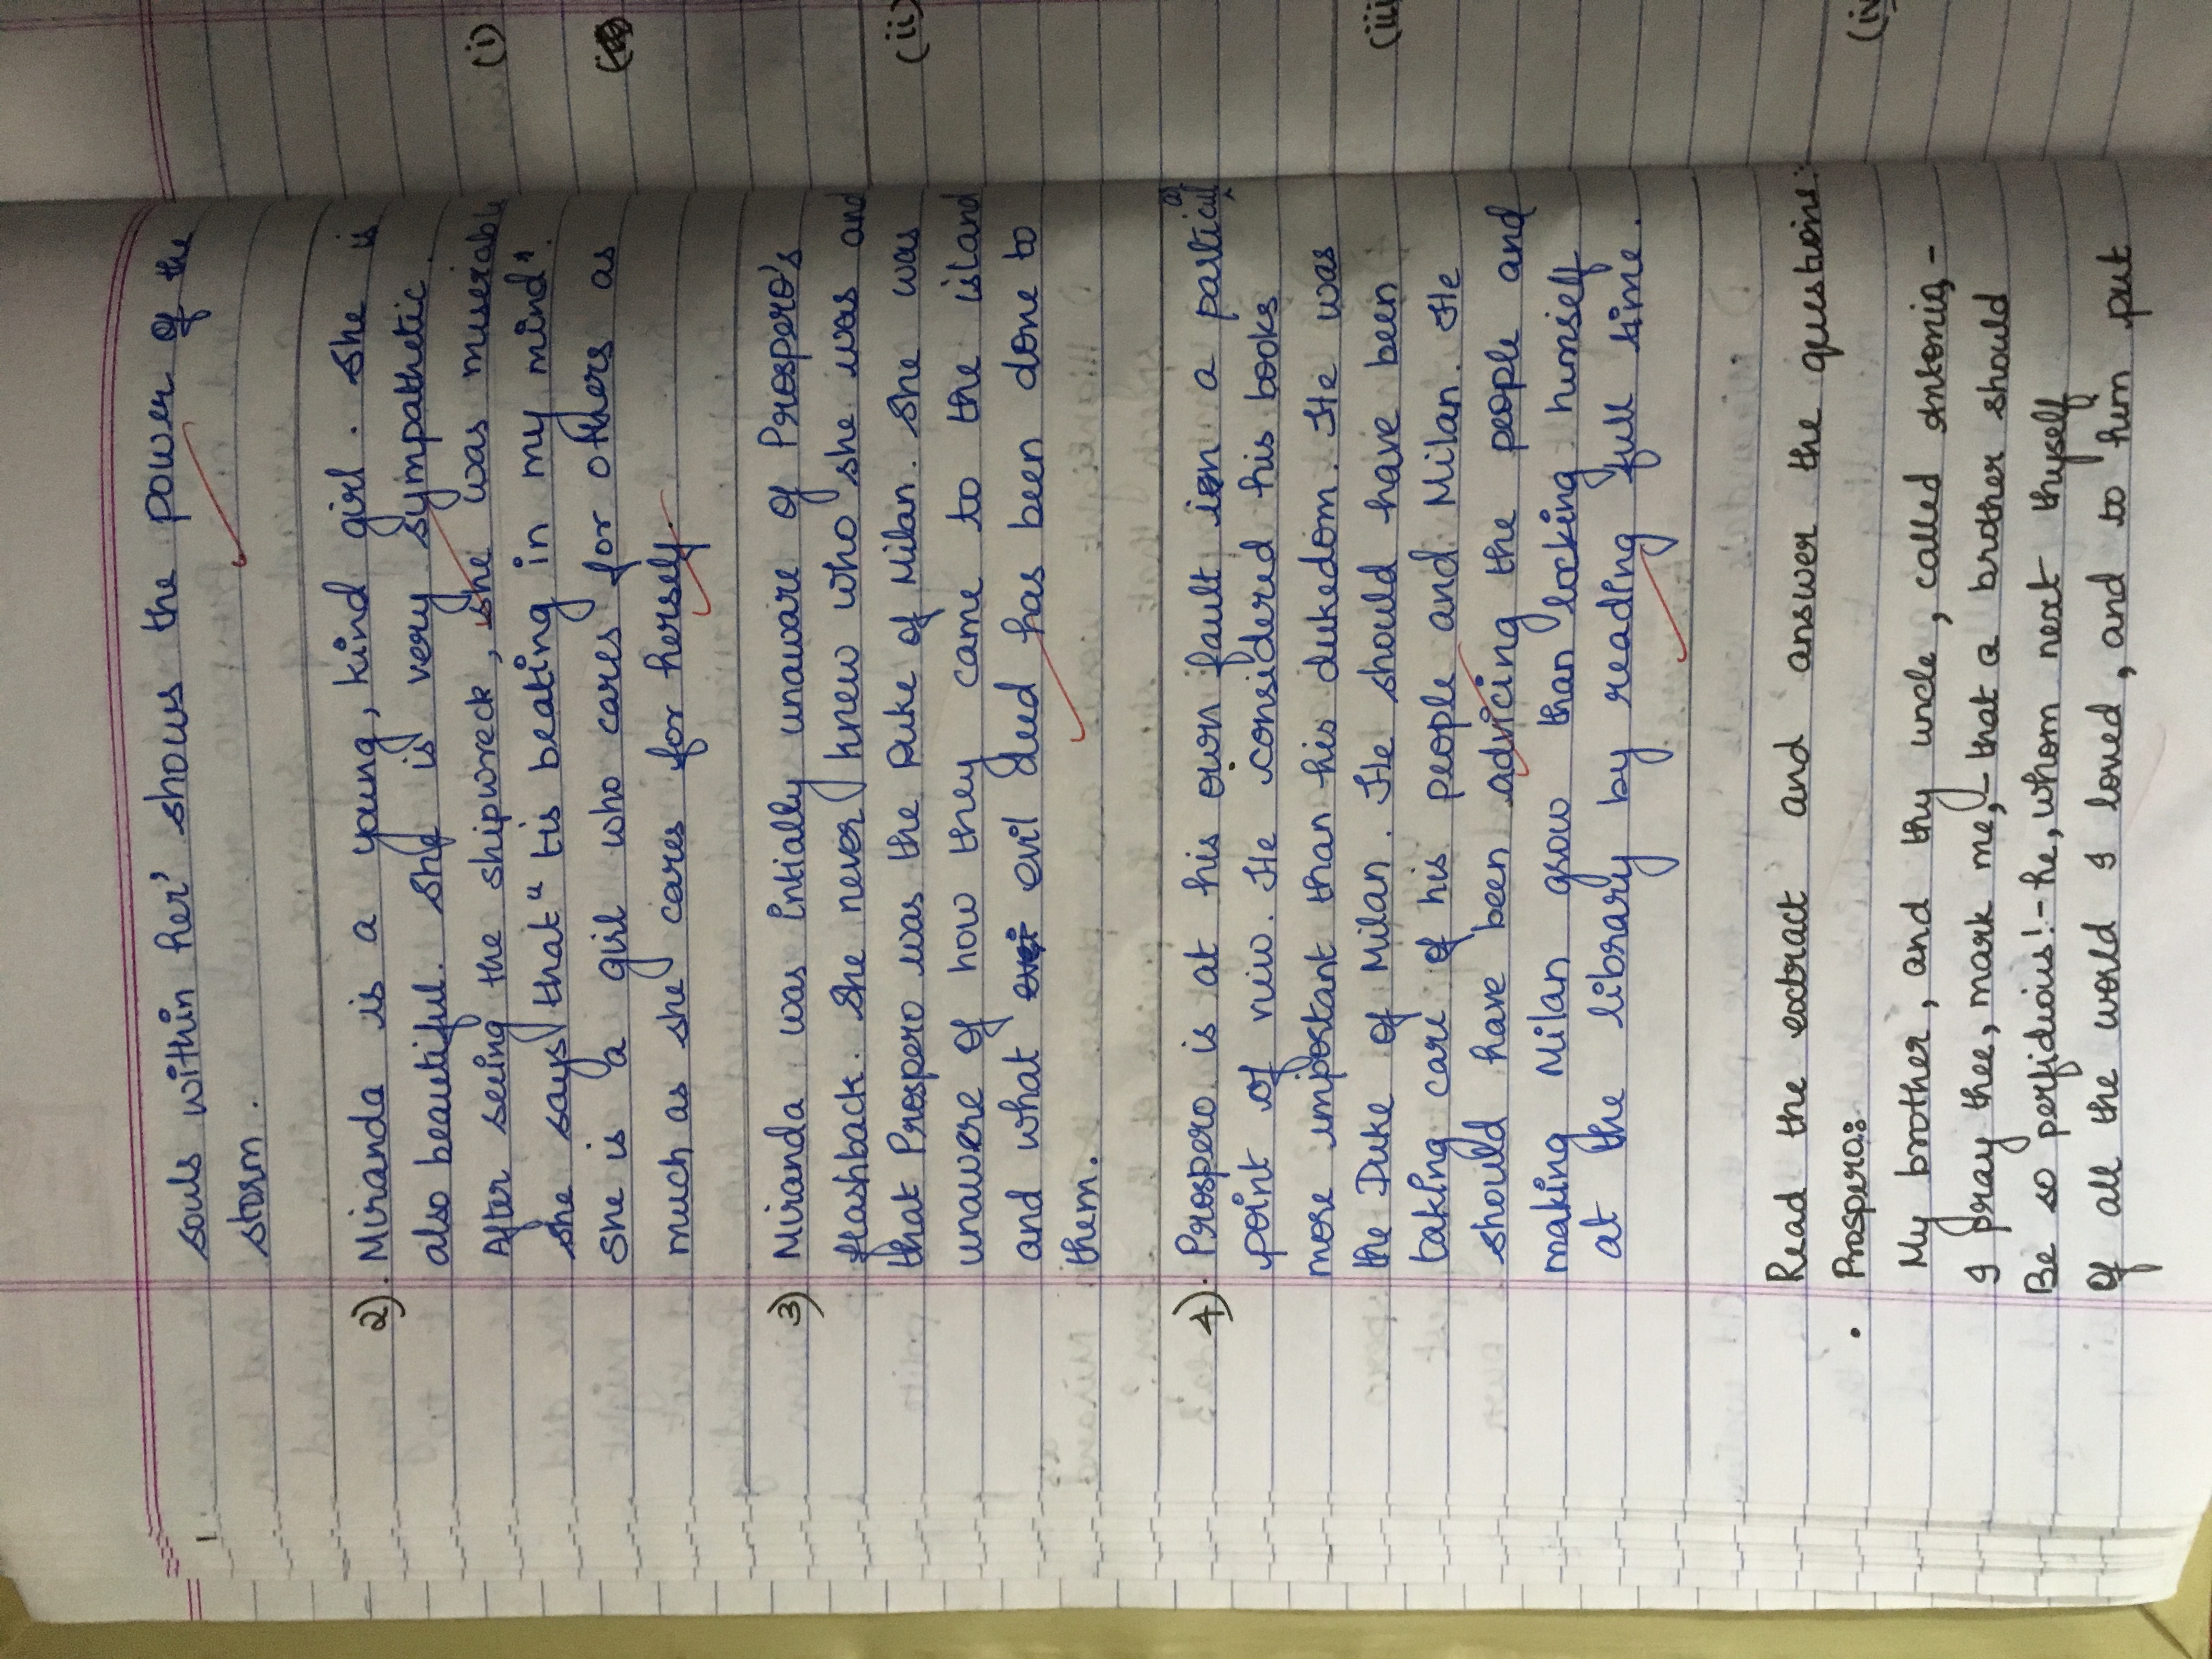 souls within her' shows the power of the
storm.
2). Miranda is a young, kind girl. She is
also beautiful. She is very sympathetic.
After seeing the shipwreck, she was miserable
she says that " tis beating in my mind".
She is a girl who cares for others as
much as she cares for herself.
3) Miranda was intially unaware of Prospero's
flashback. She never knew who she was and
that Prospero was the Duke of Milan. She was
unawere of how they came to the island
and what evil deed has been done to
them.
4). Prospero is at his own fault in a particular
point of view. He considered his books
more important than his dukedom. He was
the Duke of Milan. He should have been
taking care of his people and Milan. He
should have been advicing the people and
making Milan grow than locking himself
at the library by reading full time.
Read the extract and answer the questions:
• Prospero:
My brother, and thy uncle, called Antonio, -
I pray thee, mark me, - that a brother should
Be so perfidious! - he, whom next thyself
Of all the world I loved, and to him put
(i)
(ii)
(iii
(iv